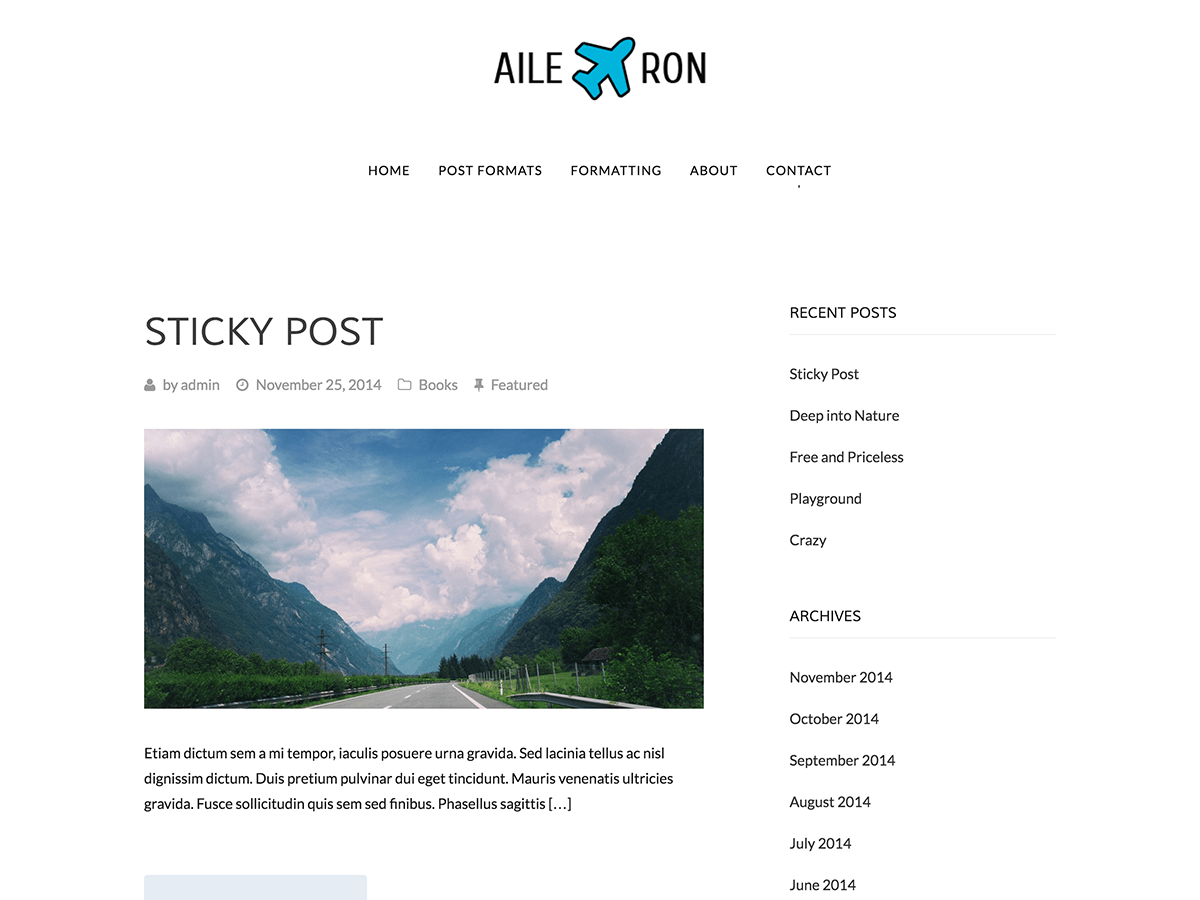 AILE RON
HOME POST FORMATS FORMATTING ABOUT CONTACT
STICKY POST
by admin November 25, 2014 Books Featured
Etiam dictum sem a mi tempor, iaculis posuere urna gravida. Sed lacinia tellus ac nisl
dignissim dictum. Duis pretium pulvinar dui eget tincidunt. Mauris venenatis ultricies
gravida. Fusce sollicitudin quis sem sed finibus. Phasellus sagittis […]
RECENT POSTS
Sticky Post
Deep into Nature
Free and Priceless
Playground
Crazy
ARCHIVES
November 2014
October 2014
September 2014
August 2014
July 2014
June 2014